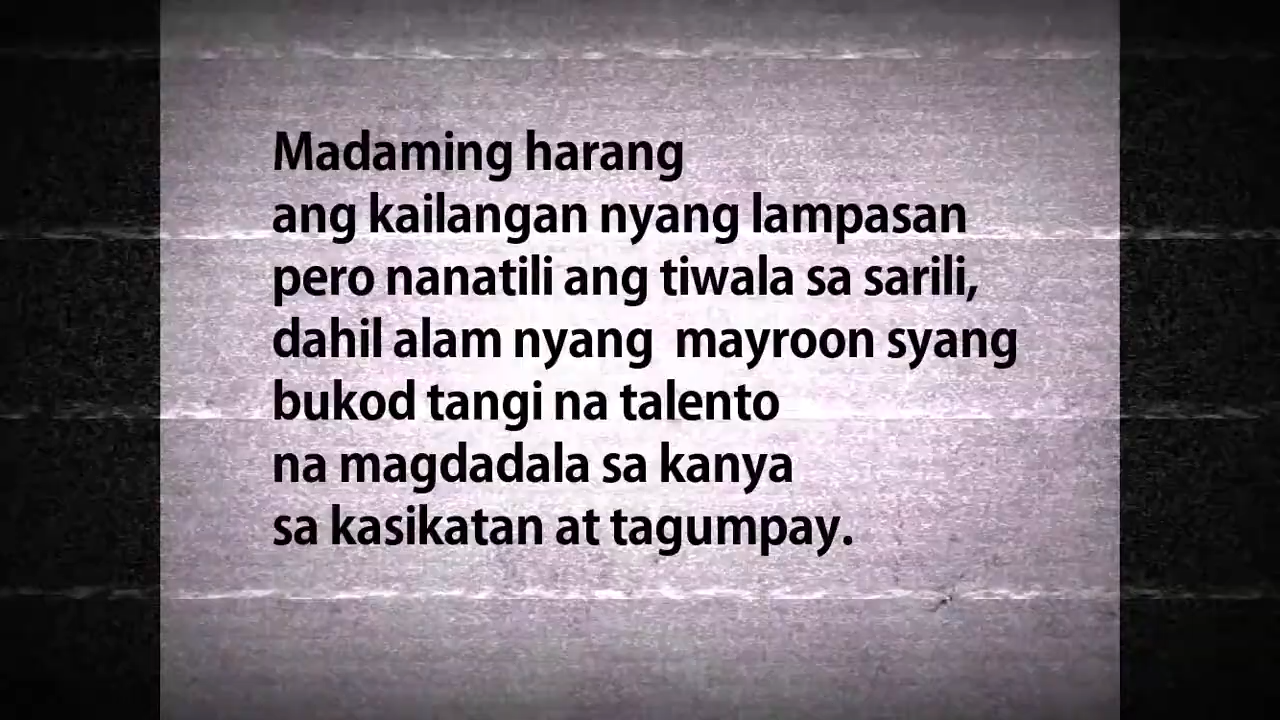 Madaming harang
ang kailangan nyang lampasan
pero nanatili ang tiwala sa sarili,
dahil alam nyang  mayroon syang
bukod tangi na talento
na magdadala sa kanya
sa kasikatan at tagumpay.